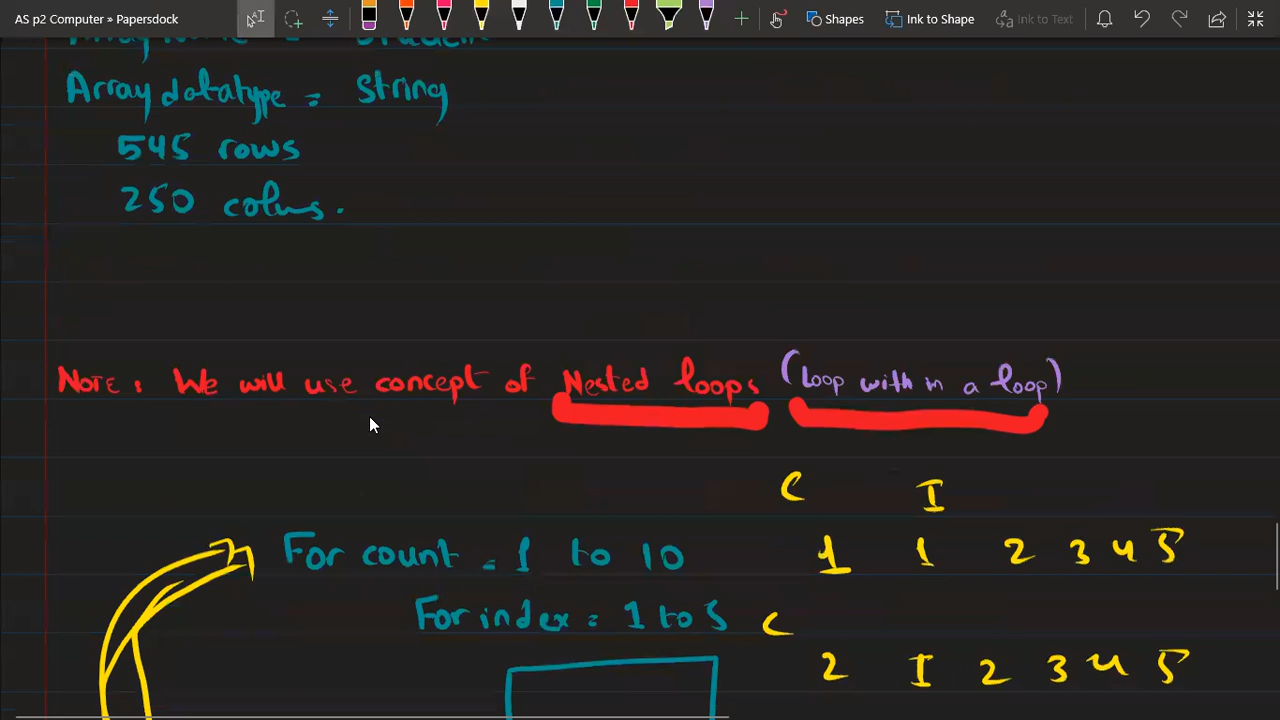 AS p2 Computer » Papersdock
Shapes
Ink to Shape
Ink to Text
Array datatype = String
545 rows
250 colums.
NOTE: We will use concept of Nested loops (Loop with in a loop)
C I
1 1 2 3 4 5
For count = 1 to 10
For index = 1 to 5
C
2 I 2 3 4 5